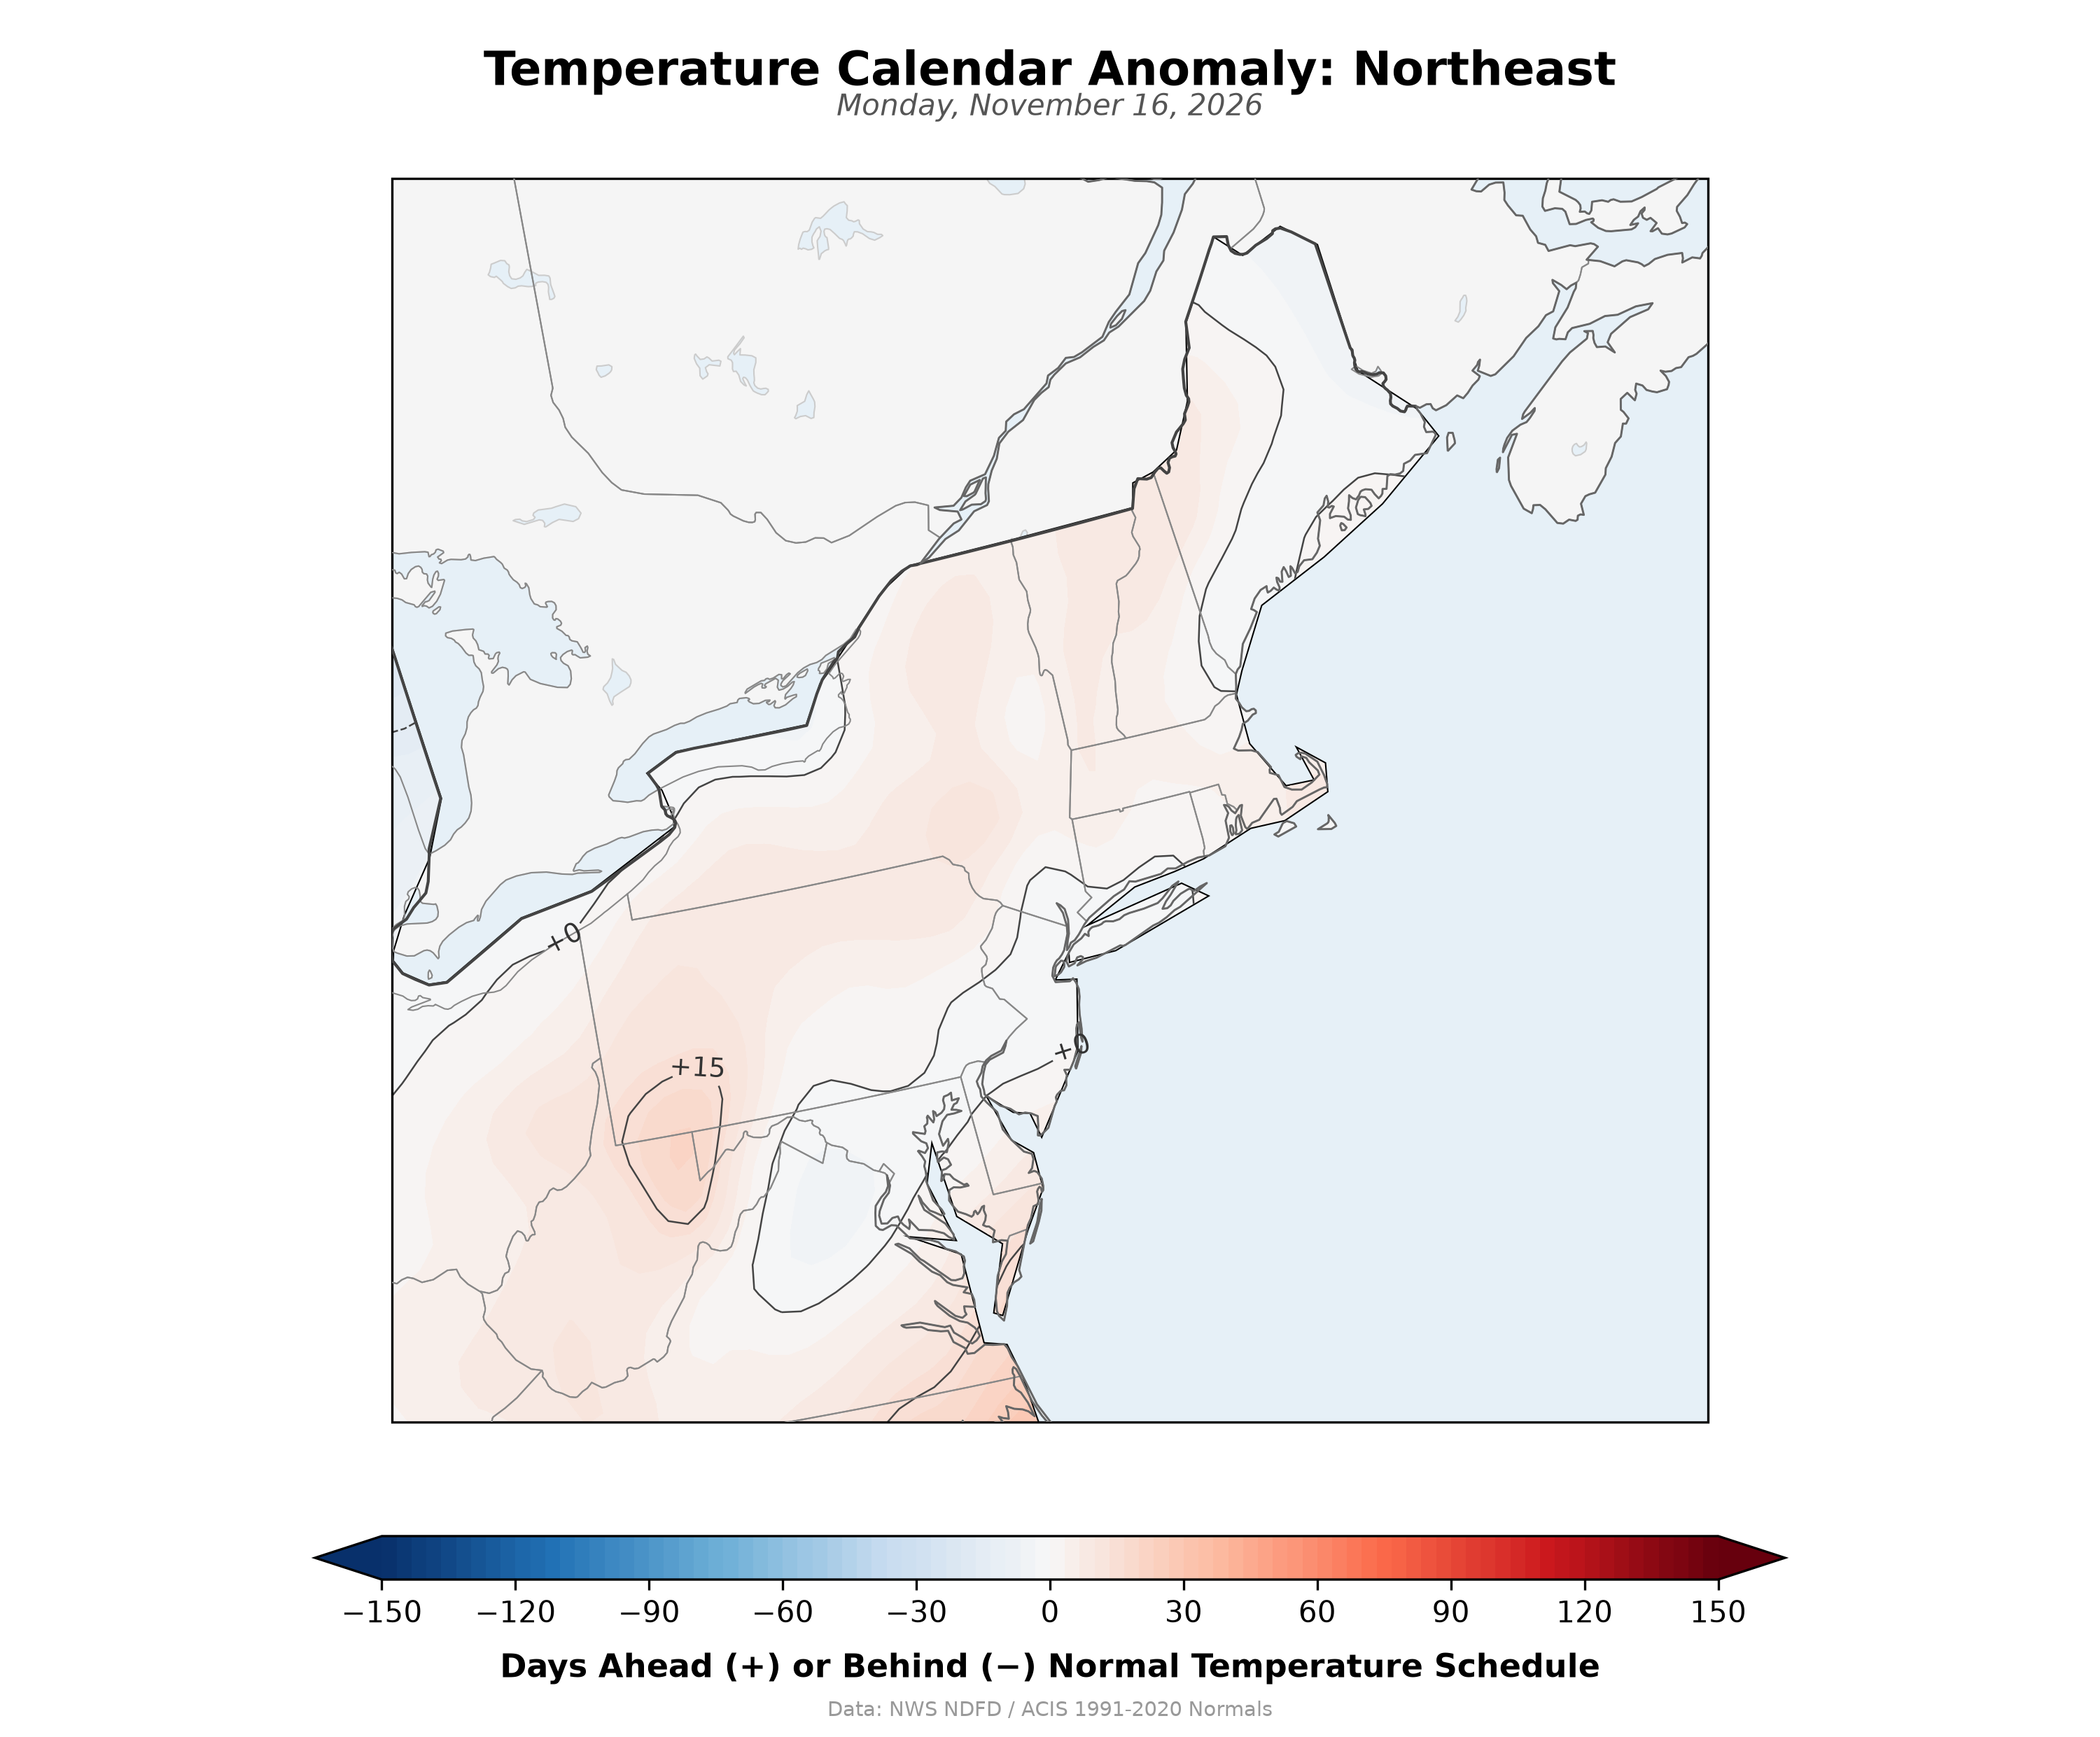 Temperature Calendar Anomaly: Northeast
Monday, November 16, 2026
+0
+15
+0
−150 −120 −90 −60 −30 0 30 60 90 120 150
Days Ahead (+) or Behind (−) Normal Temperature Schedule
Data: NWS NDFD / ACIS 1991-2020 Normals